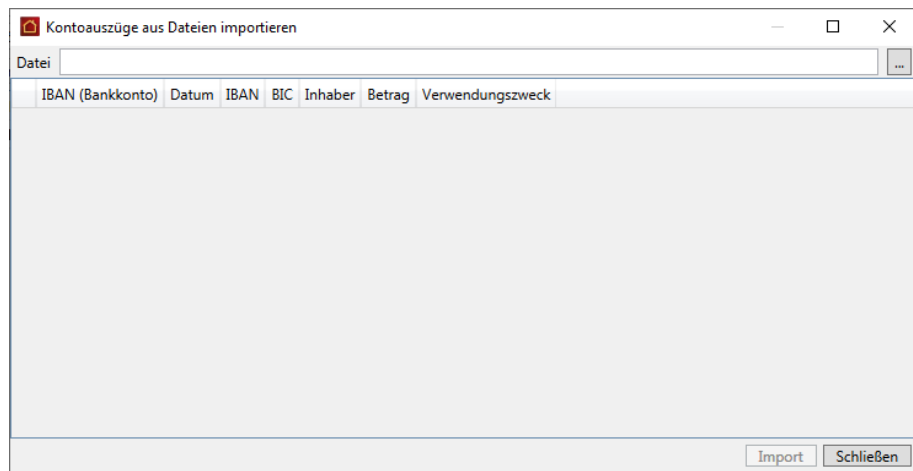 Kontoauszüge aus Dateien importieren
Datei ...
IBAN (Bankkonto) Datum IBAN BIC Inhaber Betrag Verwendungszweck
Import Schließen